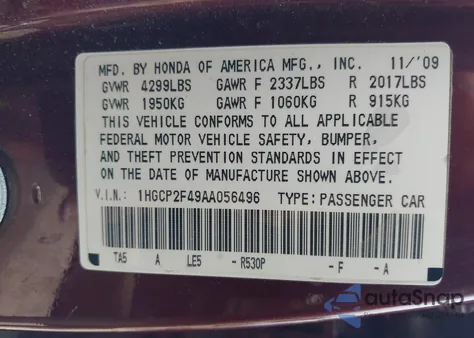 MFD. BY HONDA OF AMERICA MFG., INC. 11/'09
GVWR 4299LBS GAWR F 2337LBS R 2017LBS
GVWR 1950KG GAWR F 1060KG R 915KG
THIS VEHICLE CONFORMS TO ALL APPLICABLE
FEDERAL MOTOR VEHICLE SAFETY, BUMPER,
AND THEFT PREVENTION STANDARDS IN EFFECT
ON THE DATE OF MANUFACTURE SHOWN ABOVE.
V.I.N.: 1HGCP2F49AA056496 TYPE: PASSENGER CAR
TA5 A LE5 - R530P - F - A
autoSnap